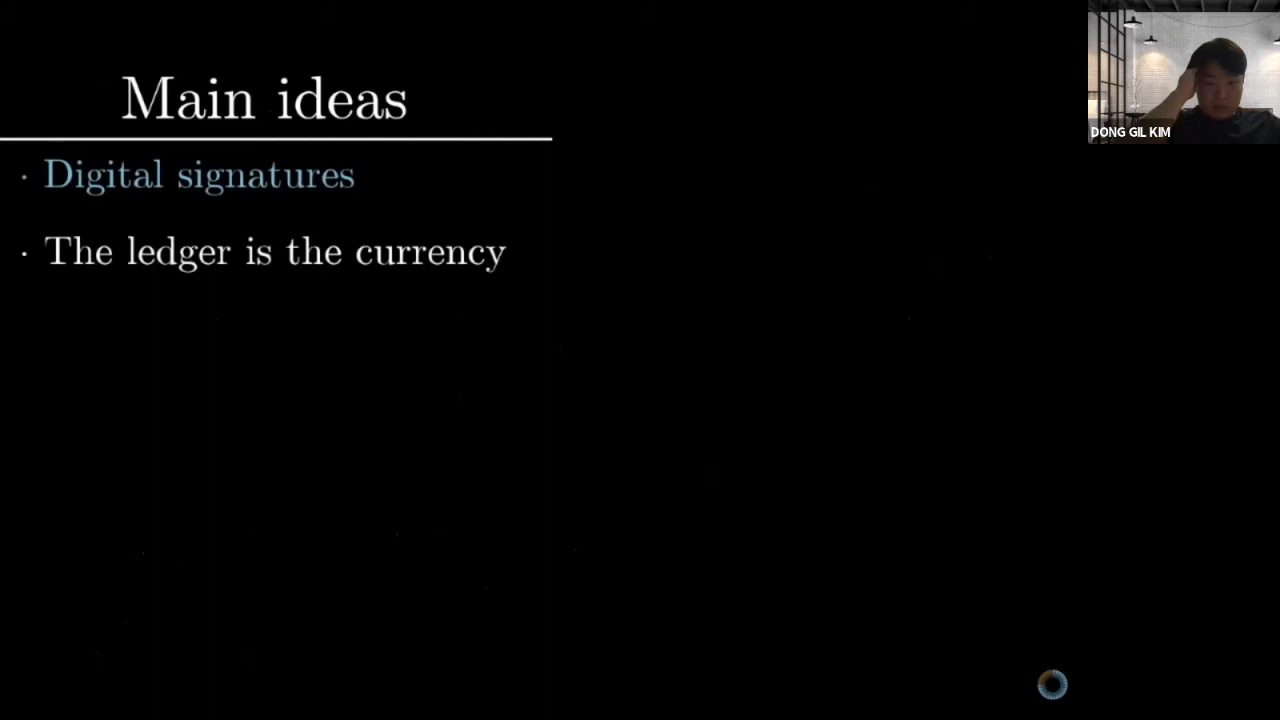 Main ideas
· Digital signatures
· The ledger is the currency
DONG GIL KIM